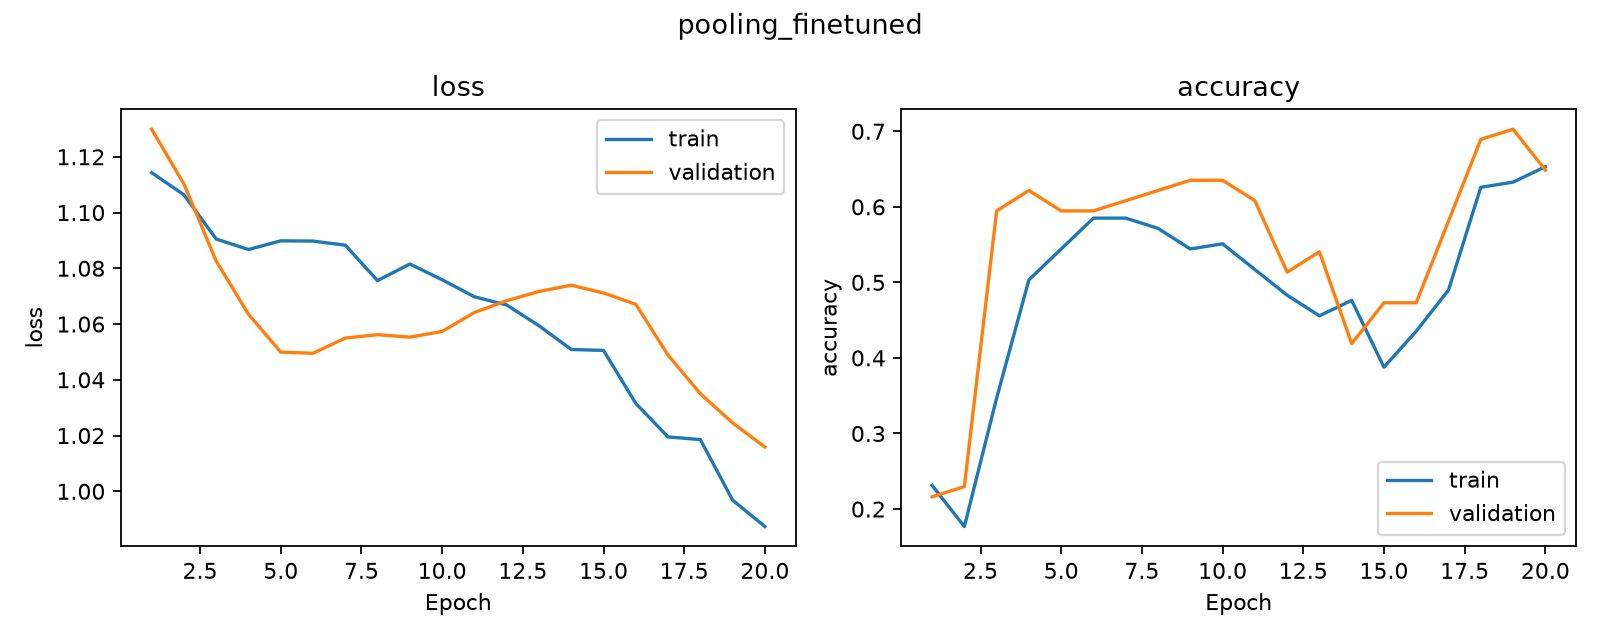 pooling_finetuned
loss
1.12
1.10
1.08
1.06
1.04
1.02
1.00
loss
train
validation
2.5 5.0 7.5 10.0 12.5 15.0 17.5 20.0
Epoch
accuracy
0.7
0.6
0.5
0.4
0.3
0.2
accuracy
train
validation
2.5 5.0 7.5 10.0 12.5 15.0 17.5 20.0
Epoch